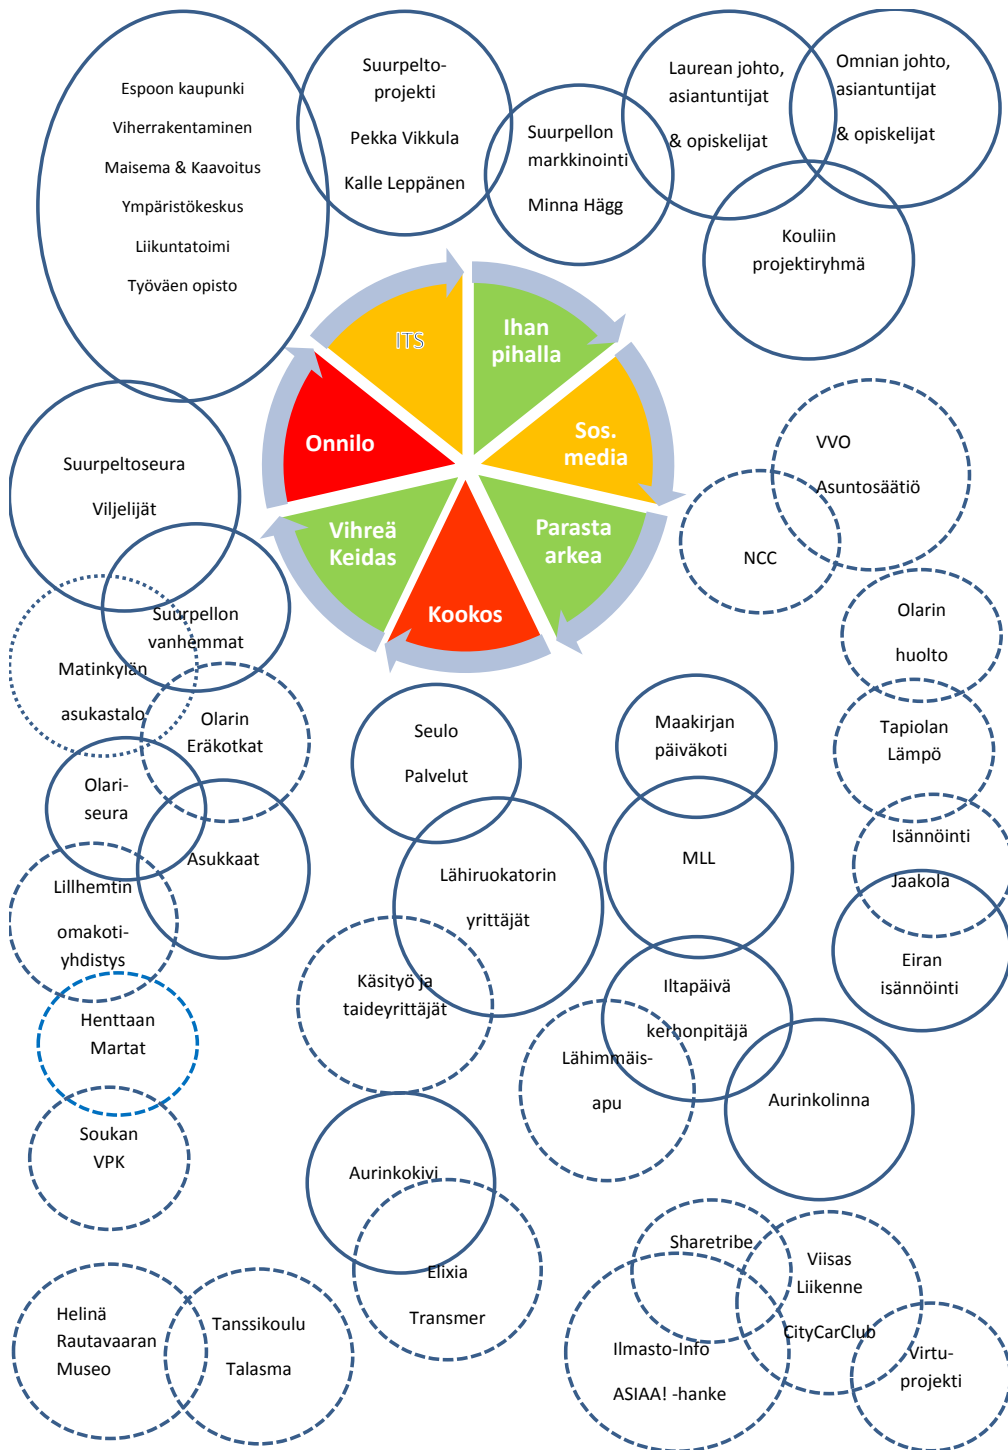 Espoon kaupunki
Viherrakentaminen
Maisema & Kaavoitus
Ympäristökeskus
Liikuntatoimi
Työväen opisto
Suurpelto-
projekti
Pekka Vikkula
Kalle Leppänen
Suurpellon
markkinointi
Minna Hägg
Laurean johto,
asiantuntijat
& opiskelijat
Omnian johto,
asiantuntijat
& opiskelijat
Kouliin
projektiryhmä
ITS
Ihan
pihalla
Sos.
media
Parasta
arkea
Kookos
Vihreä
Keidas
Onnilo
Suurpeltoseura
Viljelijät
Suurpellon
vanhemmat
Matinkylän
asukastalo
Olarin
Eräkotkat
Olari-
seura
Asukkaat
Lillhemtin
omakoti-
yhdistys
Henttaan
Martat
Soukan
VPK
Helinä
Rautavaaran
Museo
Tanssikoulu
Talasma
Seulo
Palvelut
Lähiruokatorin
yrittäjät
Käsityö ja
taideyrittäjät
Aurinkokivi
Elixia
Transmer
VVO
Asuntosäätiö
NCC
Olarin
huolto
Tapiolan
Lämpö
Isännöinti
Jaakola
Eiran
isännöinti
Maakirjan
päiväkoti
MLL
Iltapäivä
kerhonpitäjä
Lähimmäis-
apu
Aurinkolinna
Sharetribe
Viisas
Liikenne
CityCarClub
Ilmasto-Info
ASIAA! -hanke
Virtu-
projekti